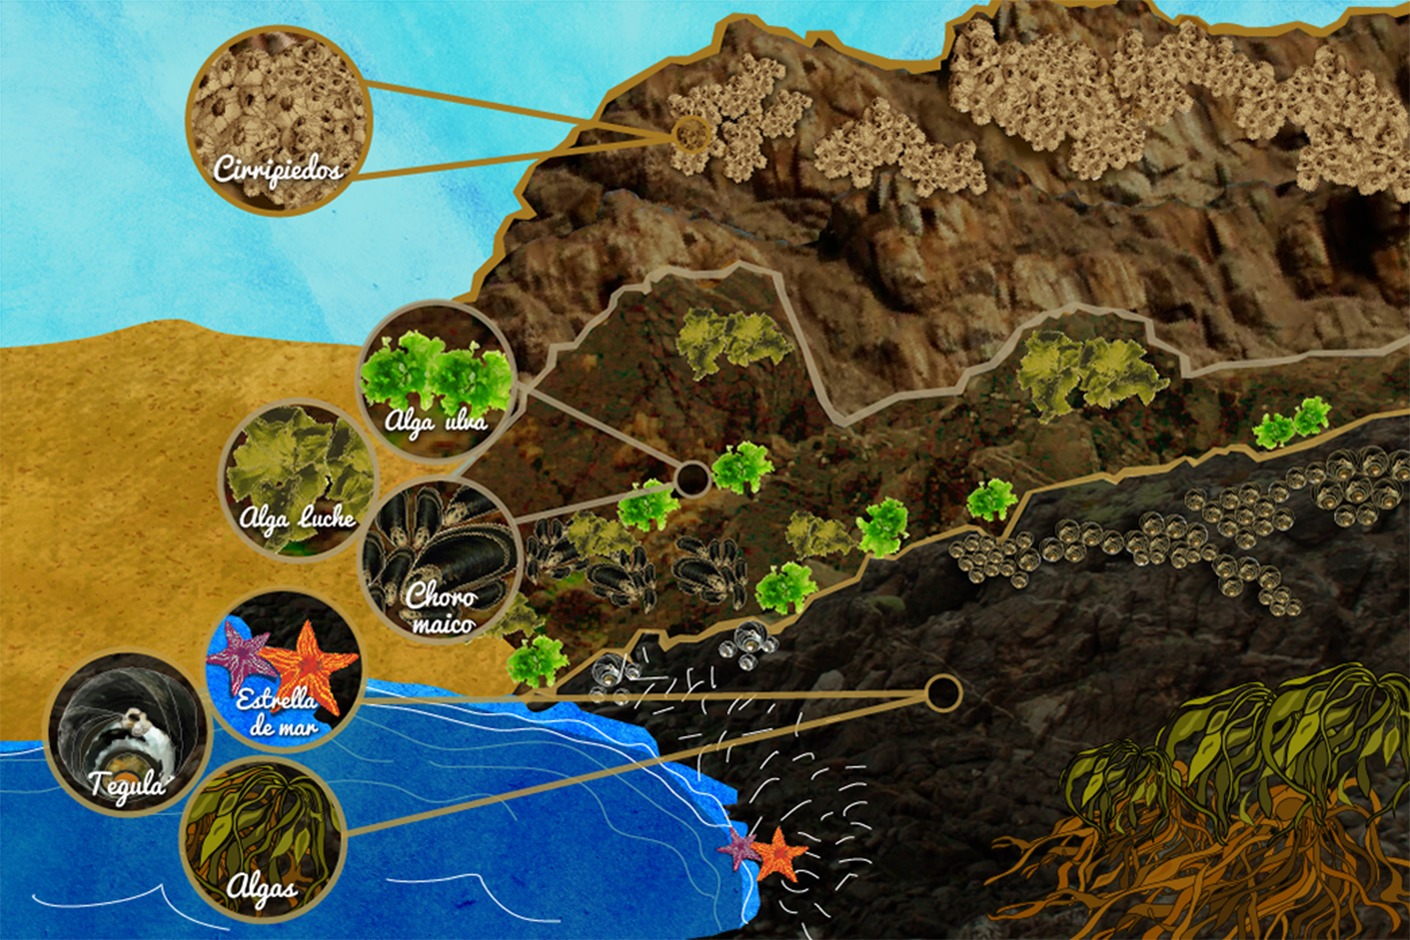 Cirripiedos
Alga ulva
Alga Luche
Choro
maico
Estrella
de mar
Tegula
Algas